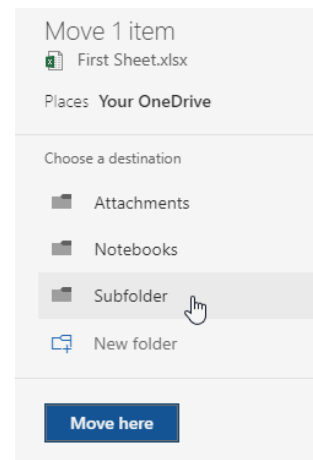 Move 1 item
First Sheet.xlsx
Places Your OneDrive
Choose a destination
Attachments
Notebooks
Subfolder
New folder
Move here